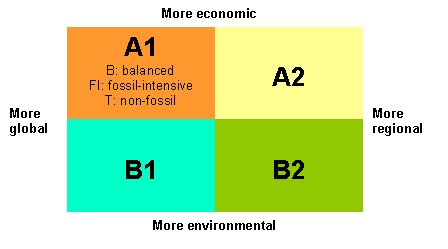 More economic
A1
B: balanced
FI: fossil-intensive
T: non-fossil
A2
More
global
More
regional
B1
B2
More environmental